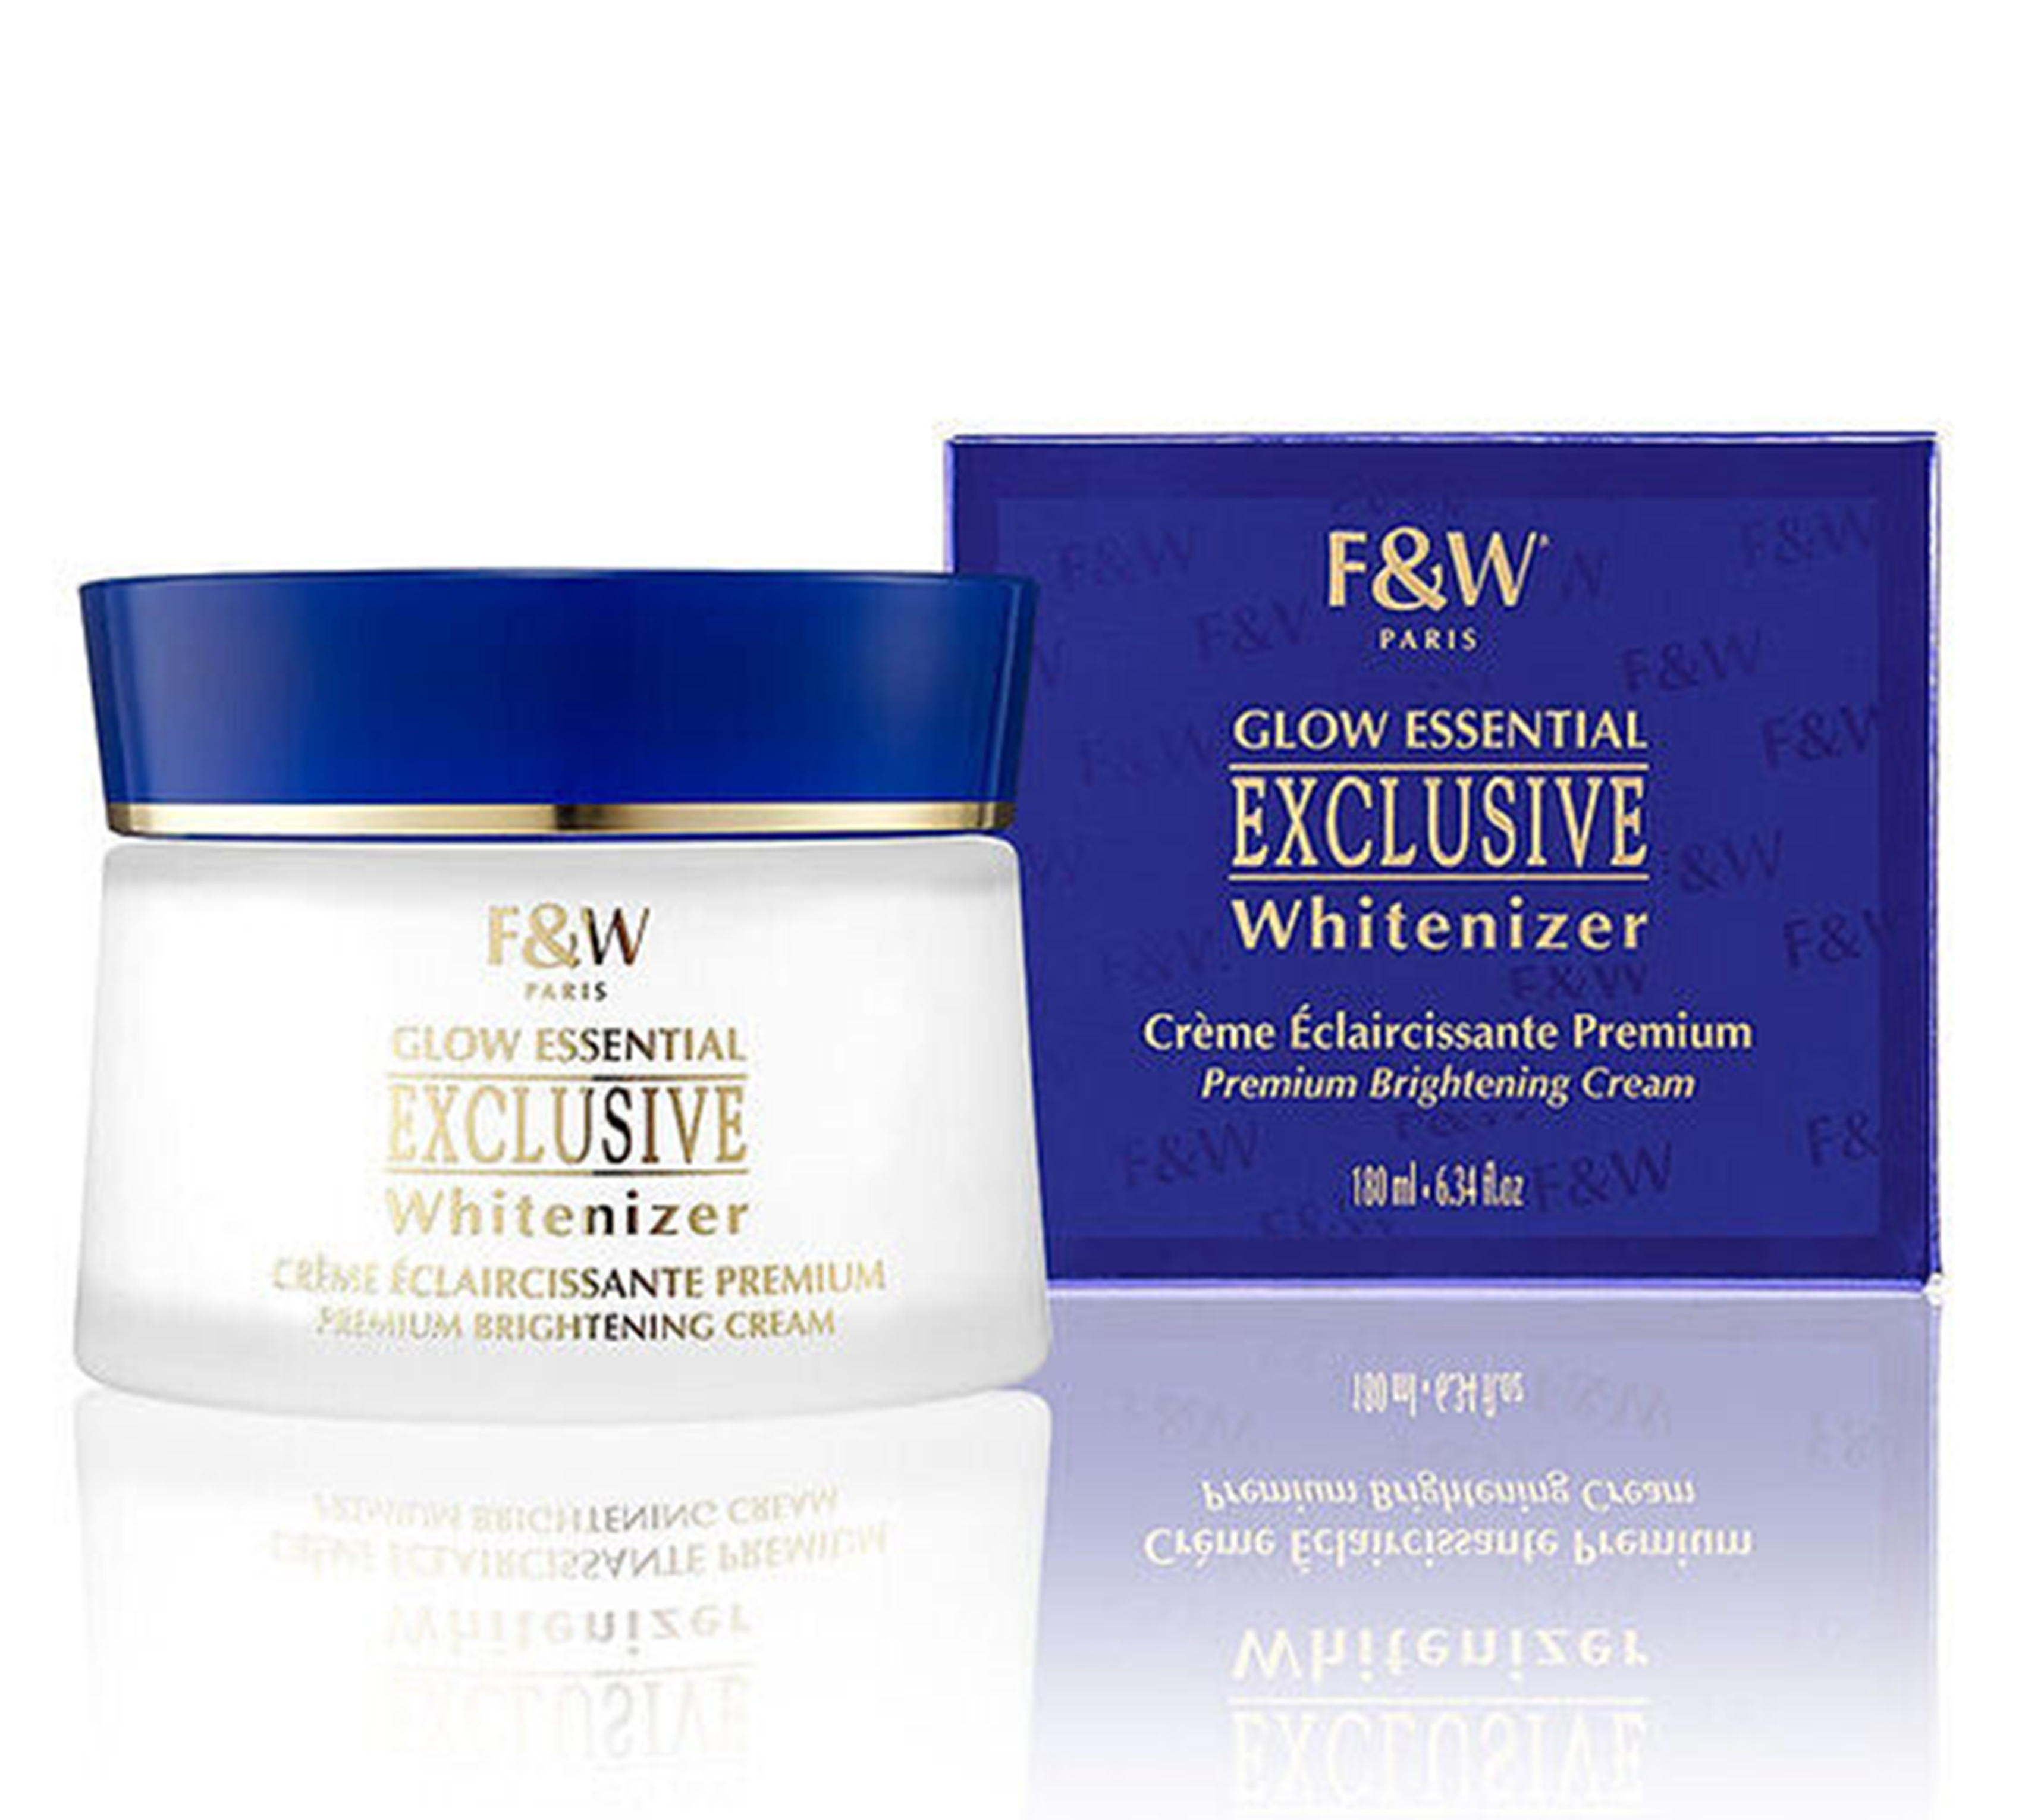 F&W
PARIS
GLOW ESSENTIAL
EXCLUSIVE
Whitenizer
CRÈME ÉCLAIRCISSANTE PREMIUM
PREMIUM BRIGHTENING CREAM
F&W
PARIS
GLOW ESSENTIAL
EXCLUSIVE
Whitenizer
Crème Éclaircissante Premium
Premium Brightening Cream
180 ml • 6.34 fl.oz